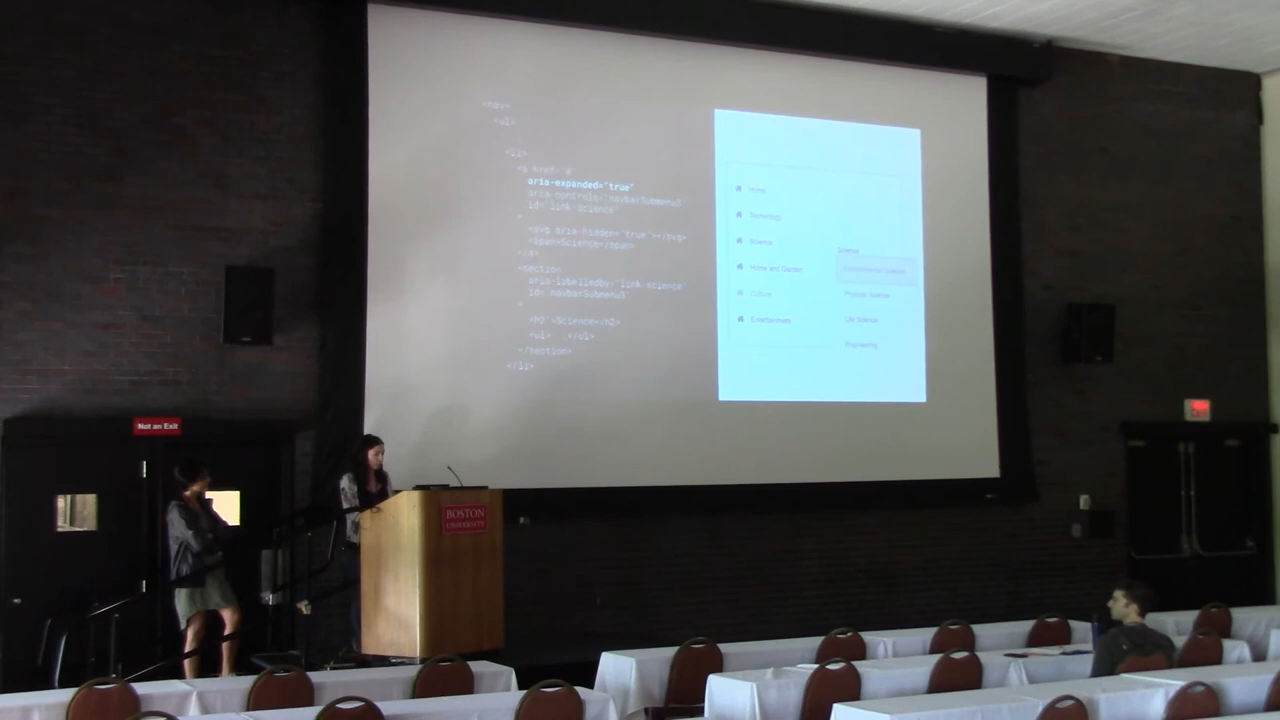 <nav>
<ul>
<li>
<a href="#
aria-expanded="true"
aria-controls="navbarSubmenu3"
id="link-science"
>
<svg aria-hidden="true"></svg>
<span>Science</span>
</a>
<section
aria-labelledby="link-science"
id="navbarSubmenu3"
>
<h2>Science</h2>
<ul>...</ul>
</section>
</li>
Home
Technology
Science
Home and Garden
Culture
Entertainment
Science
Environmental Science
Physical Science
Life Science
Engineering
Not an Exit
BOSTON
UNIVERSITY